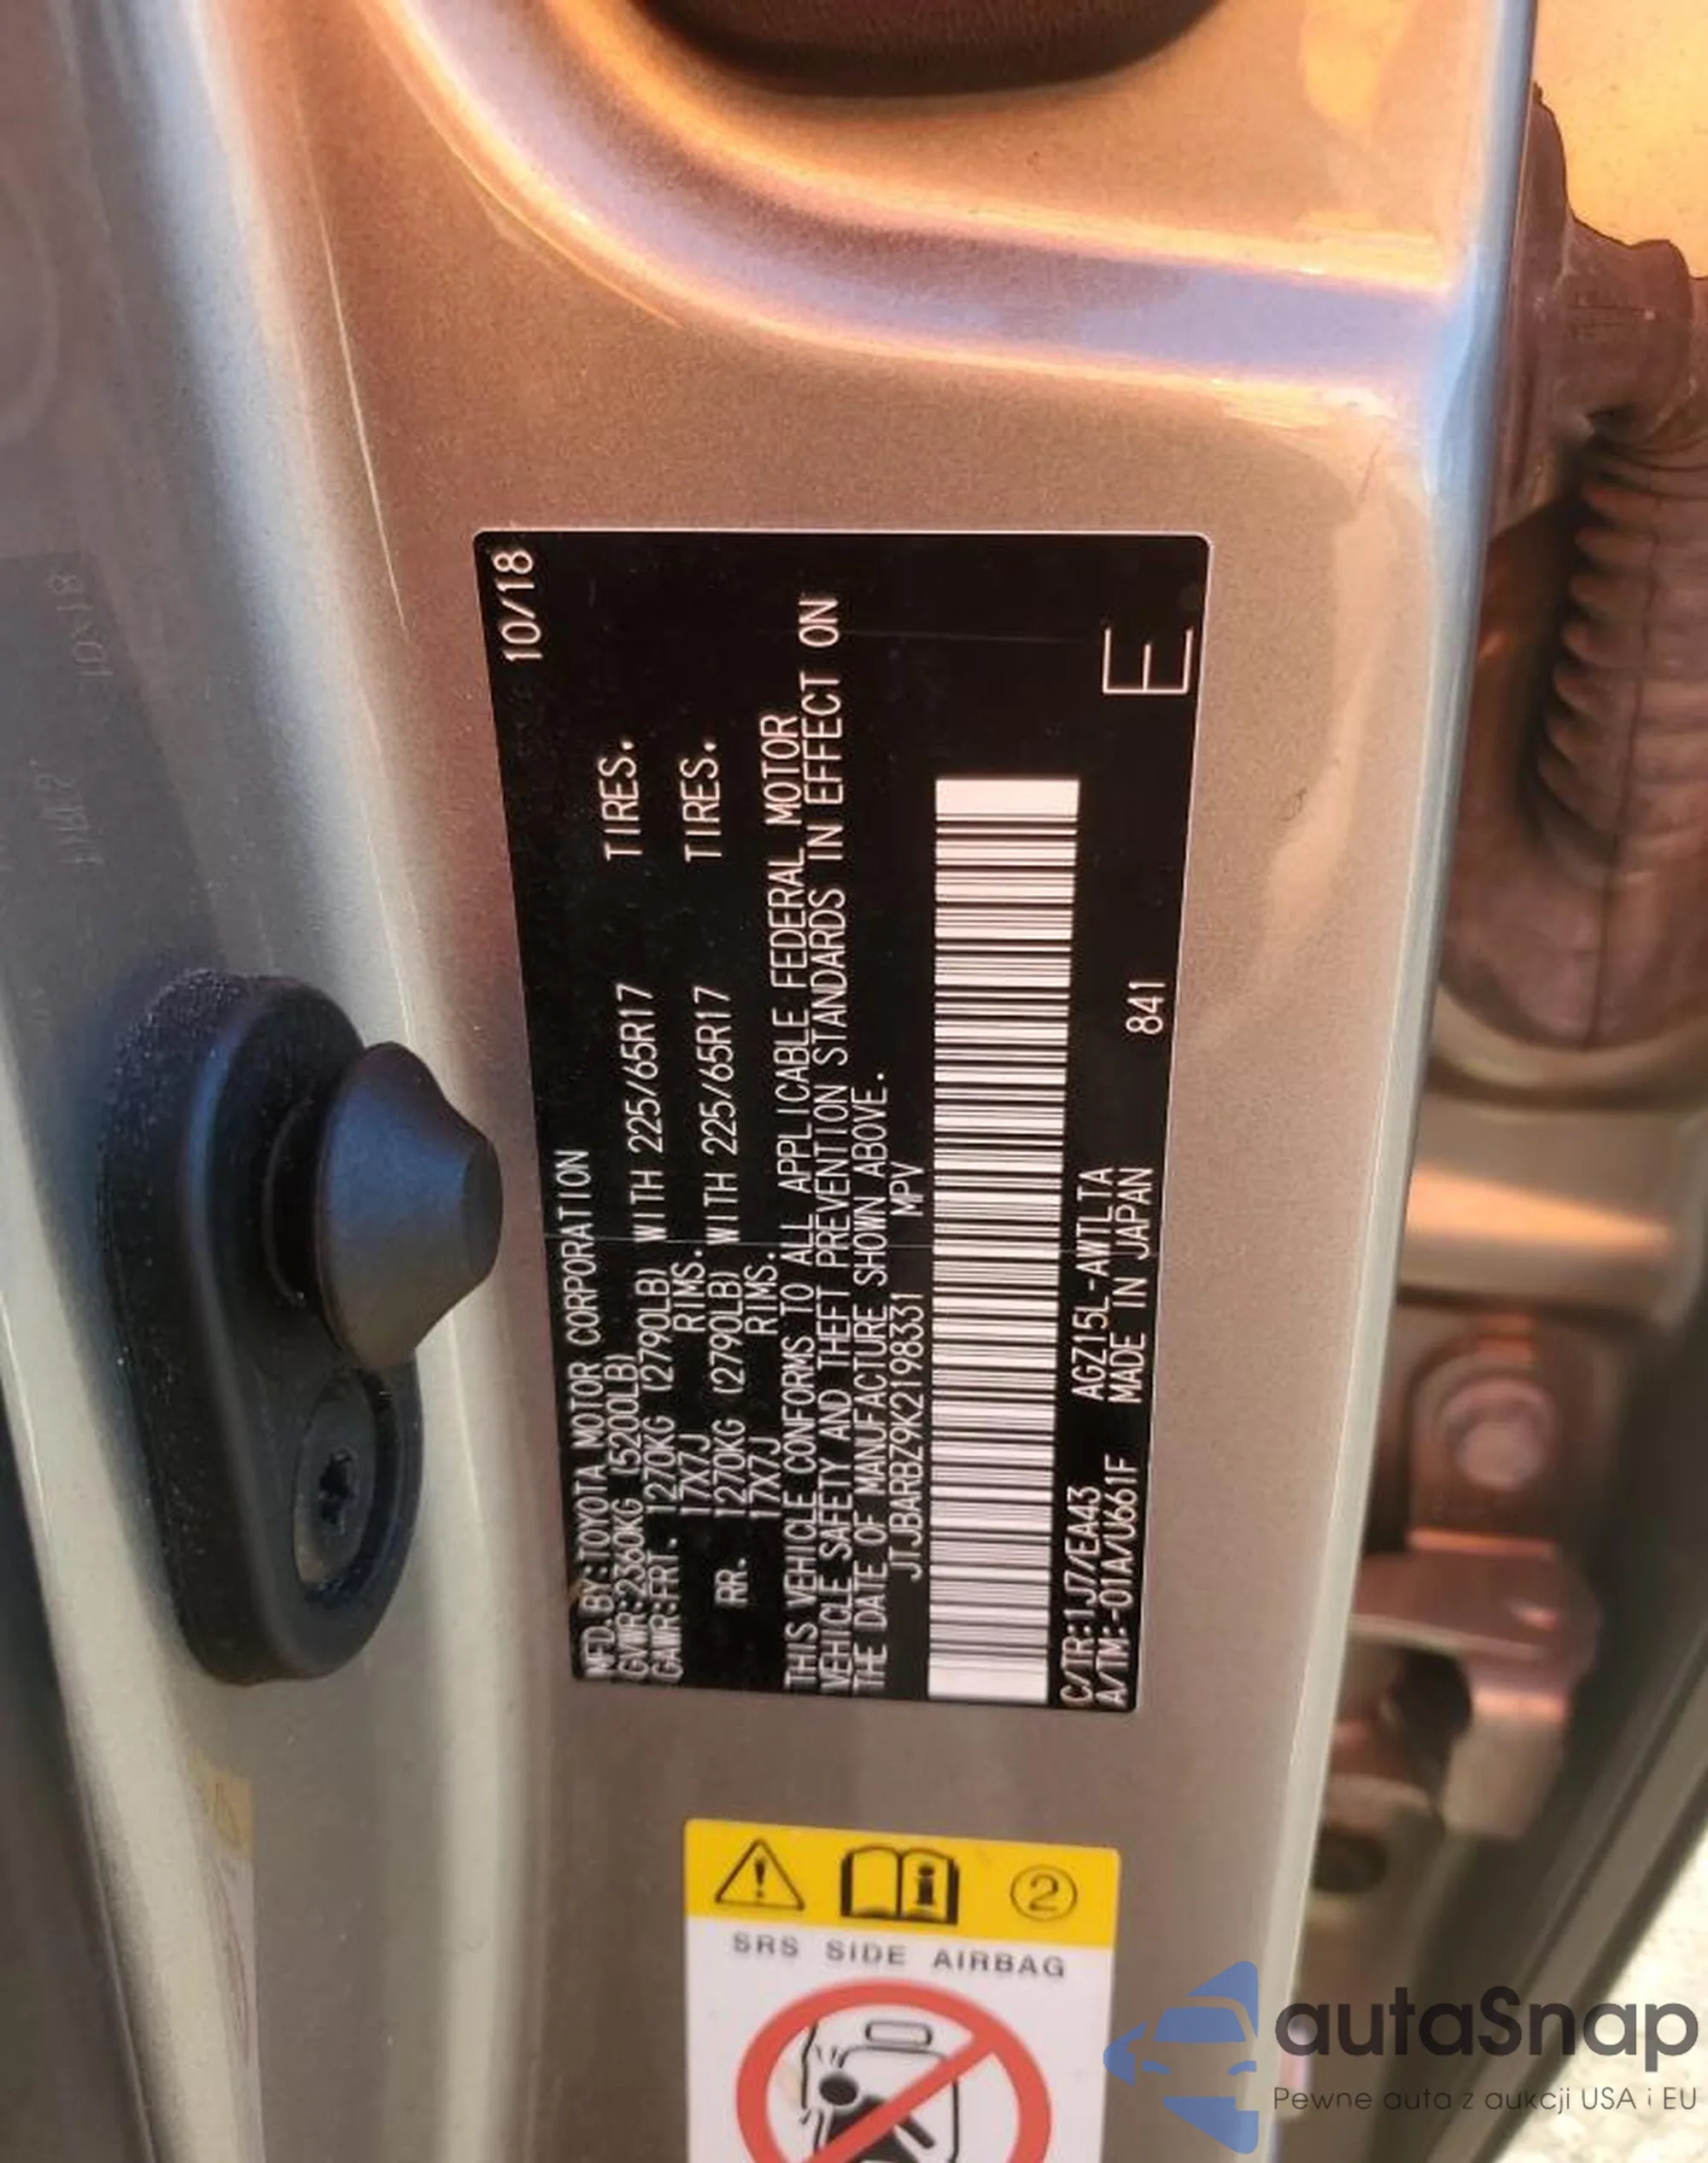 MFD.BY:TOYOTA MOTOR CORPORATION 10/18
GVWR:2360KG (5200LB)
GAWR:FRT. 1270KG (2790LB) WITH 225/65R17 TIRES.
17X7J RIMS.
RR. 1270KG (2790LB) WITH 225/65R17 TIRES.
17X7J RIMS.
THIS VEHICLE CONFORMS TO ALL APPLICABLE FEDERAL MOTOR
VEHICLE SAFETY AND THEFT PREVENTION STANDARDS IN EFFECT ON
THE DATE OF MANUFACTURE SHOWN ABOVE.
JTJBARBZ9K2198331 MPV
C/TR:1J7/EA43 AGZ15L-AWTLTA
A/TM:-01A/U661F MADE IN JAPAN 841
E
2
SRS SIDE AIRBAG
autaSnap
Pewne auta z aukcji USA i EU